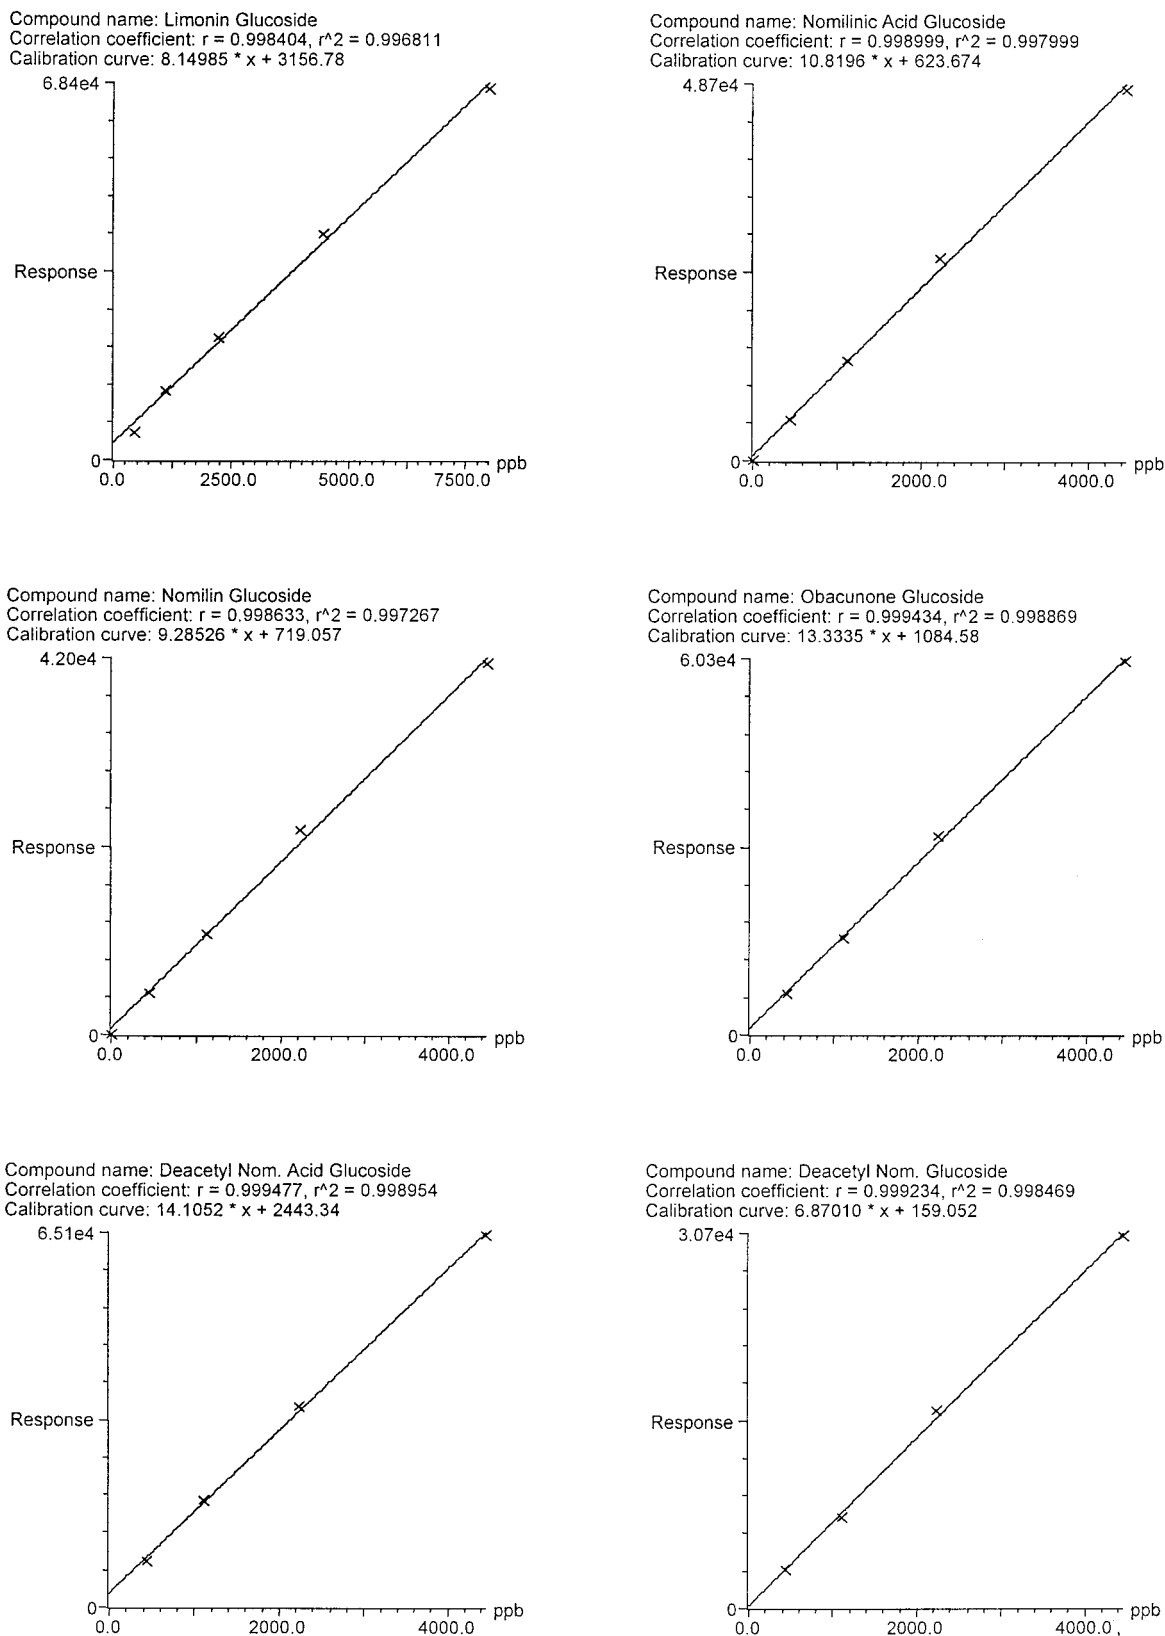 Compound name: Limonin Glucoside
Correlation coefficient: r = 0.998404, r^2 = 0.996811
Calibration curve: 8.14985 * x + 3156.78
6.84e4
Response
0
ppb
0.0 2500.0 5000.0 7500.0
Compound name: Nomilinic Acid Glucoside
Correlation coefficient: r = 0.998999, r^2 = 0.997999
Calibration curve: 10.8196 * x + 623.674
4.87e4
Response
0
ppb
0.0 2000.0 4000.0
Compound name: Nomilin Glucoside
Correlation coefficient: r = 0.998633, r^2 = 0.997267
Calibration curve: 9.28526 * x + 719.057
4.20e4
Response
0
ppb
0.0 2000.0 4000.0
Compound name: Obacunone Glucoside
Correlation coefficient: r = 0.999434, r^2 = 0.998869
Calibration curve: 13.3335 * x + 1084.58
6.03e4
Response
0
ppb
0.0 2000.0 4000.0
Compound name: Deacetyl Nom. Acid Glucoside
Correlation coefficient: r = 0.999477, r^2 = 0.998954
Calibration curve: 14.1052 * x + 2443.34
6.51e4
Response
0
ppb
0.0 2000.0 4000.0
Compound name: Deacetyl Nom. Glucoside
Correlation coefficient: r = 0.999234, r^2 = 0.998469
Calibration curve: 6.87010 * x + 159.052
3.07e4
Response
0
ppb
0.0 2000.0 4000.0